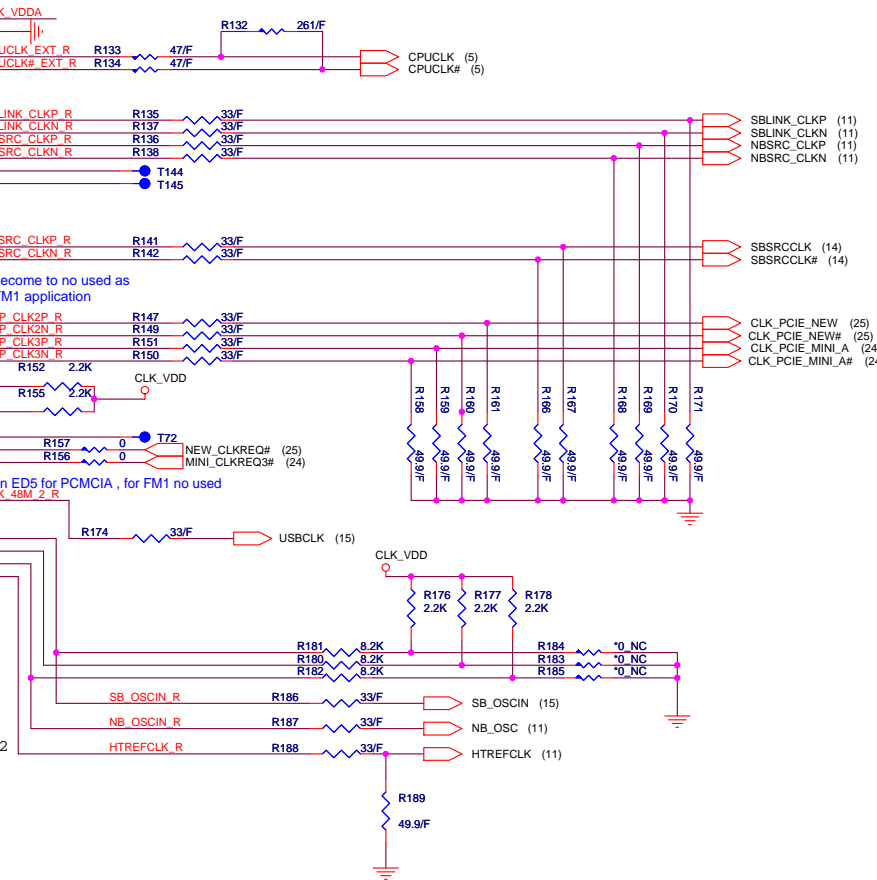 K_VDDA
R132 261/F
UCLK_EXT_R R133 47/F CPUCLK (5)
UCLK#_EXT_R R134 47/F CPUCLK# (5)
LINK_CLKP_R R135 33/F SBLINK_CLKP (11)
LINK_CLKN_R R137 33/F SBLINK_CLKN (11)
SRC_CLKP_R R136 33/F NBSRC_CLKP (11)
SRC_CLKN_R R138 33/F NBSRC_CLKN (11)
T144
T145
SRC_CLKP_R R141 33/F SBSRCCLK (14)
SRC_CLKN_R R142 33/F SBSRCCLK# (14)
ecome to no used as
FM1 application
P_CLK2P_R R147 33/F CLK_PCIE_NEW (25)
P_CLK2N_R R149 33/F CLK_PCIE_NEW# (25)
P_CLK3P_R R151 33/F CLK_PCIE_MINI_A (24
P_CLK3N_R R150 33/F CLK_PCIE_MINI_A# (24
R152 2.2K
R155 2.2K
CLK_VDD
R158 R159 R160 R161 R166 R167 R168 R169 R170 R171
49.9/F 49.9/F 49.9/F 49.9/F 49.9/F 49.9/F 49.9/F 49.9/F 49.9/F 49.9/F
T72
R157 0 NEW_CLKREQ# (25)
R156 0 MINI_CLKREQ3# (24)
n ED5 for PCMCIA , for FM1 no used
K_48M_2_R
R174 33/F USBCLK (15)
CLK_VDD
R176 R177 R178
2.2K 2.2K 2.2K
R181 8.2K R184 *0_NC
R180 8.2K R183 *0_NC
R182 8.2K R185 *0_NC
SB_OSCIN_R R186 33/F SB_OSCIN (15)
NB_OSCIN_R R187 33/F NB_OSC (11)
2 HTREFCLK_R R188 33/F HTREFCLK (11)
R189
49.9/F